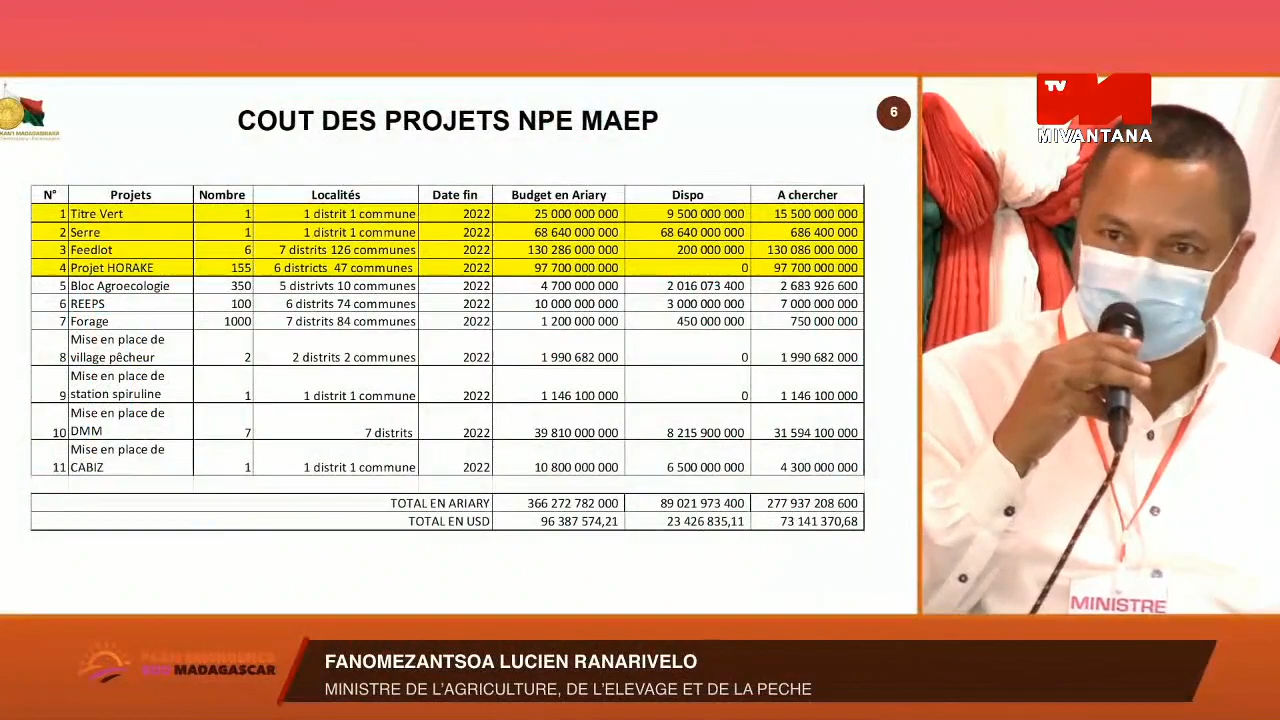 TV
MIVANTANA
COUT DES PROJETS NPE MAEP
6
N° Projets Nombre Localités Date fin Budget en Ariary Dispo A chercher
1 Titre Vert 1 1 distrit 1 commune 2022 25 000 000 000 9 500 000 000 15 500 000 000
2 Serre 1 1 distrit 1 commune 2022 68 640 000 000 68 640 000 000 686 400 000
3 Feedlot 6 7 distrits 126 communes 2022 130 286 000 000 200 000 000 130 086 000 000
4 Projet HORAKE 155 6 districts 47 communes 2022 97 700 000 000 0 97 700 000 000
5 Bloc Agroecologie 350 5 distrivts 10 communes 2022 4 700 000 000 2 016 073 400 2 683 926 600
6 REEPS 100 6 distrits 74 communes 2022 10 000 000 000 3 000 000 000 7 000 000 000
7 Forage 1000 7 distrits 84 communes 2022 1 200 000 000 450 000 000 750 000 000
Mise en place de
8 village pêcheur 2 2 distrits 2 communes 2022 1 990 682 000 0 1 990 682 000
Mise en place de
9 station spiruline 1 1 distrit 1 commune 2022 1 146 100 000 0 1 146 100 000
Mise en place de
10 DMM 7 7 distrits 2022 39 810 000 000 8 215 900 000 31 594 100 000
Mise en place de
11 CABIZ 1 1 distrit 1 commune 2022 10 800 000 000 6 500 000 000 4 300 000 000
TOTAL EN ARIARY 366 272 782 000 89 021 973 400 277 937 208 600
TOTAL EN USD 96 387 574,21 23 426 835,11 73 141 370,68
MINISTRE
MADAGASCAR
FANOMEZANTSOA LUCIEN RANARIVELO
MINISTRE DE L'AGRICULTURE, DE L'ELEVAGE ET DE LA PECHE